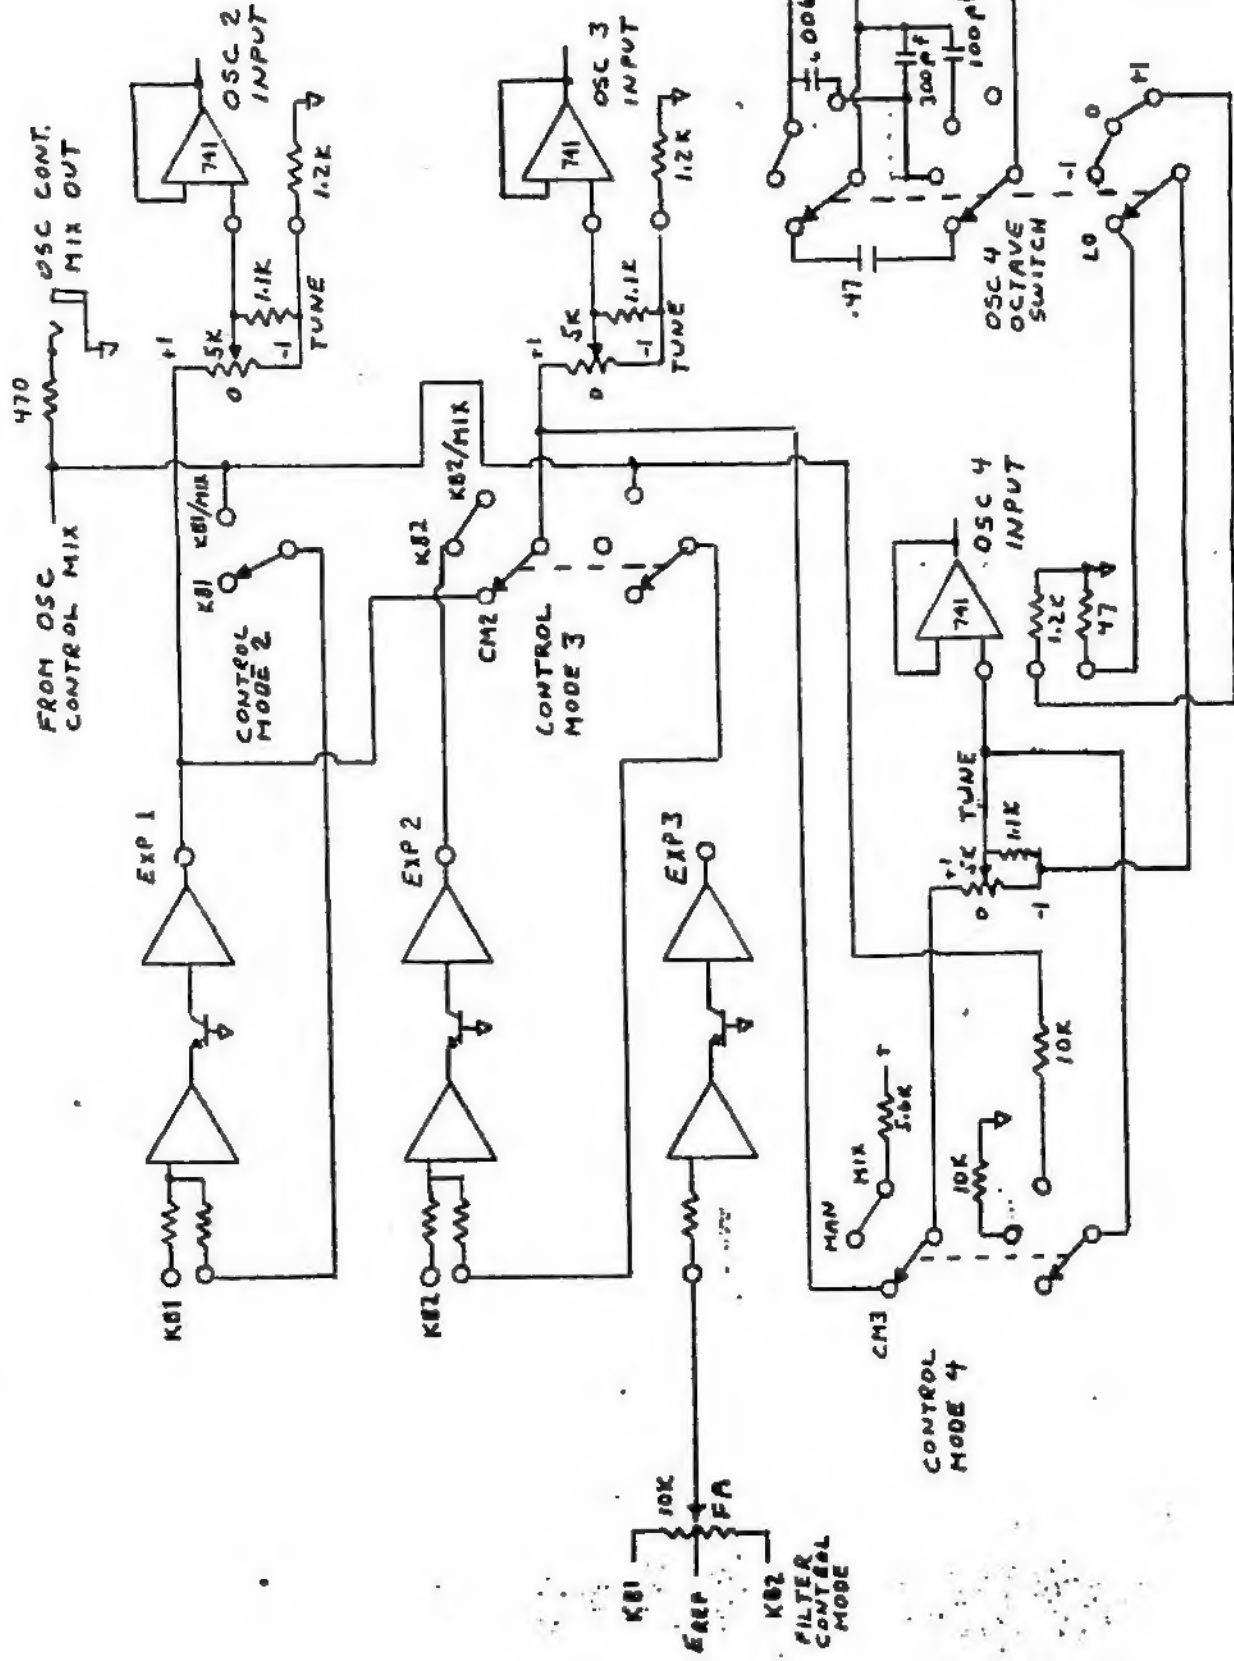 FROM OSC
CONTROL MIX
470
OSC CONT.
MIX OUT
KB1
EXP 1
KB1
KB1/MIX
CONTROL
MODE 2
+1
5K
0
-1
1.1K
TUNE
741
OSC 2
INPUT
1.2K
KB2
EXP 2
KB2
KB2/MIX
CM2
CONTROL
MODE 3
+1
5K
0
-1
1.1K
TUNE
741
OSC 3
INPUT
1.2K
KB1
10K
FA
KB2
FILTER
CONTROL
MODE
EXP 3
MAN
MIX
5.6K
CM3
CONTROL
MODE 4
10K
10K
+1
5K TUNE
0
-1
1.1K
741
OSC 4
INPUT
1.2K
47
.47
200pf
100pf
OSC 4
OCTAVE
SWITCH
LO
-1
0
+1